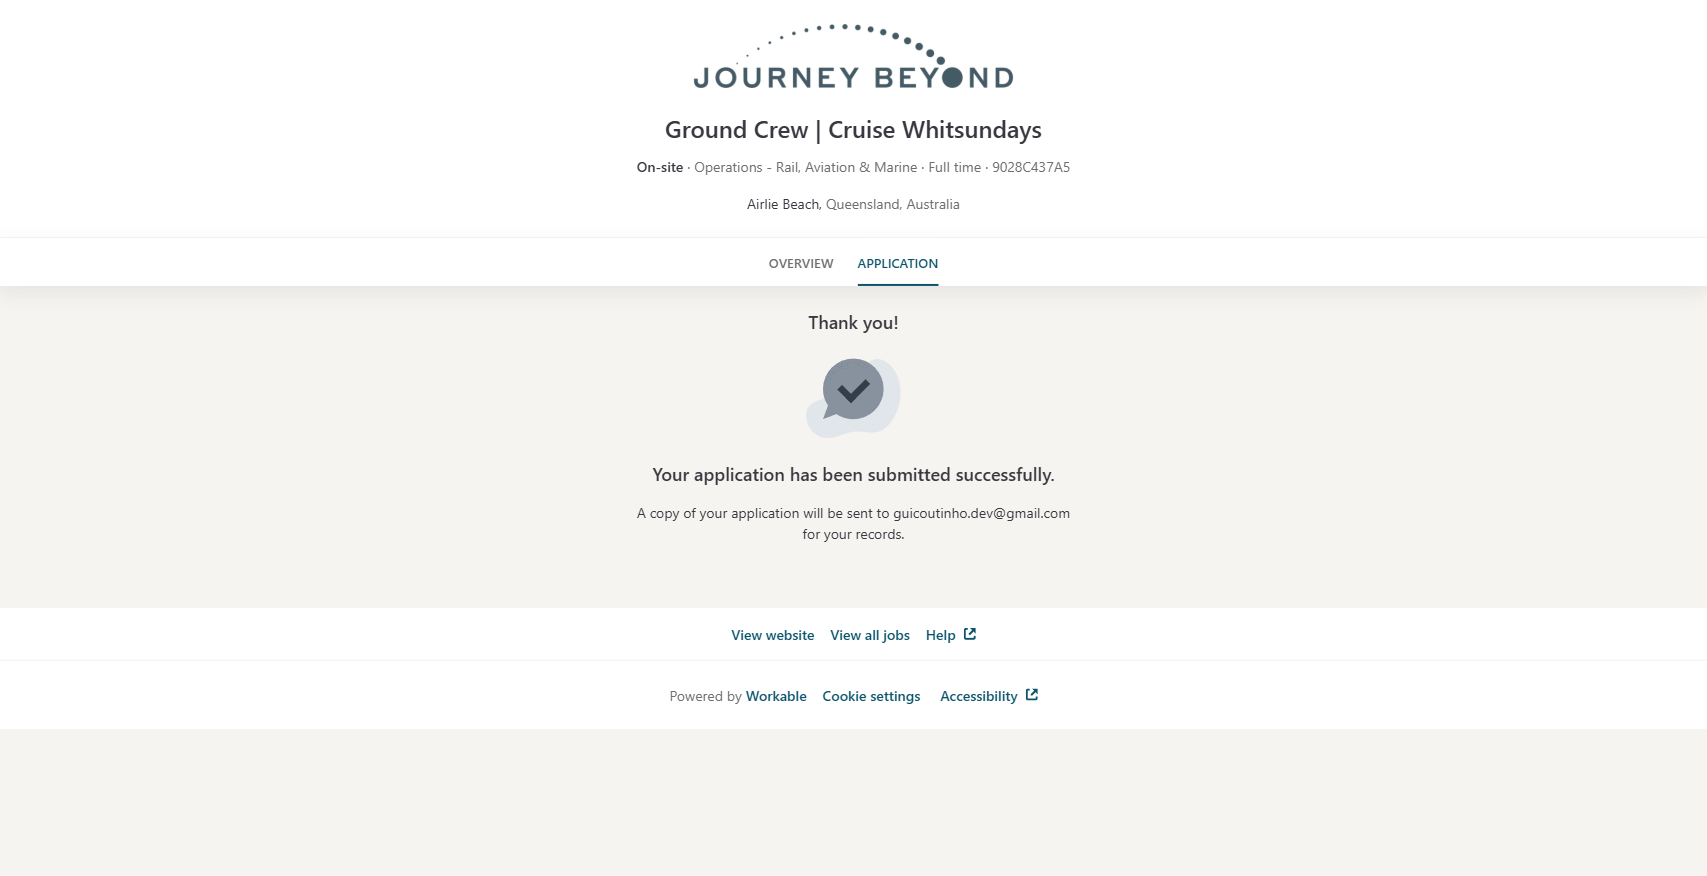 JOURNEY BEYOND
Ground Crew | Cruise Whitsundays
On-site · Operations - Rail, Aviation & Marine · Full time · 9028C437A5
Airlie Beach, Queensland, Australia
OVERVIEW APPLICATION
Thank you!
Your application has been submitted successfully.
A copy of your application will be sent to guicoutinho.dev@gmail.com
for your records.
View website View all jobs Help
Powered by Workable Cookie settings Accessibility